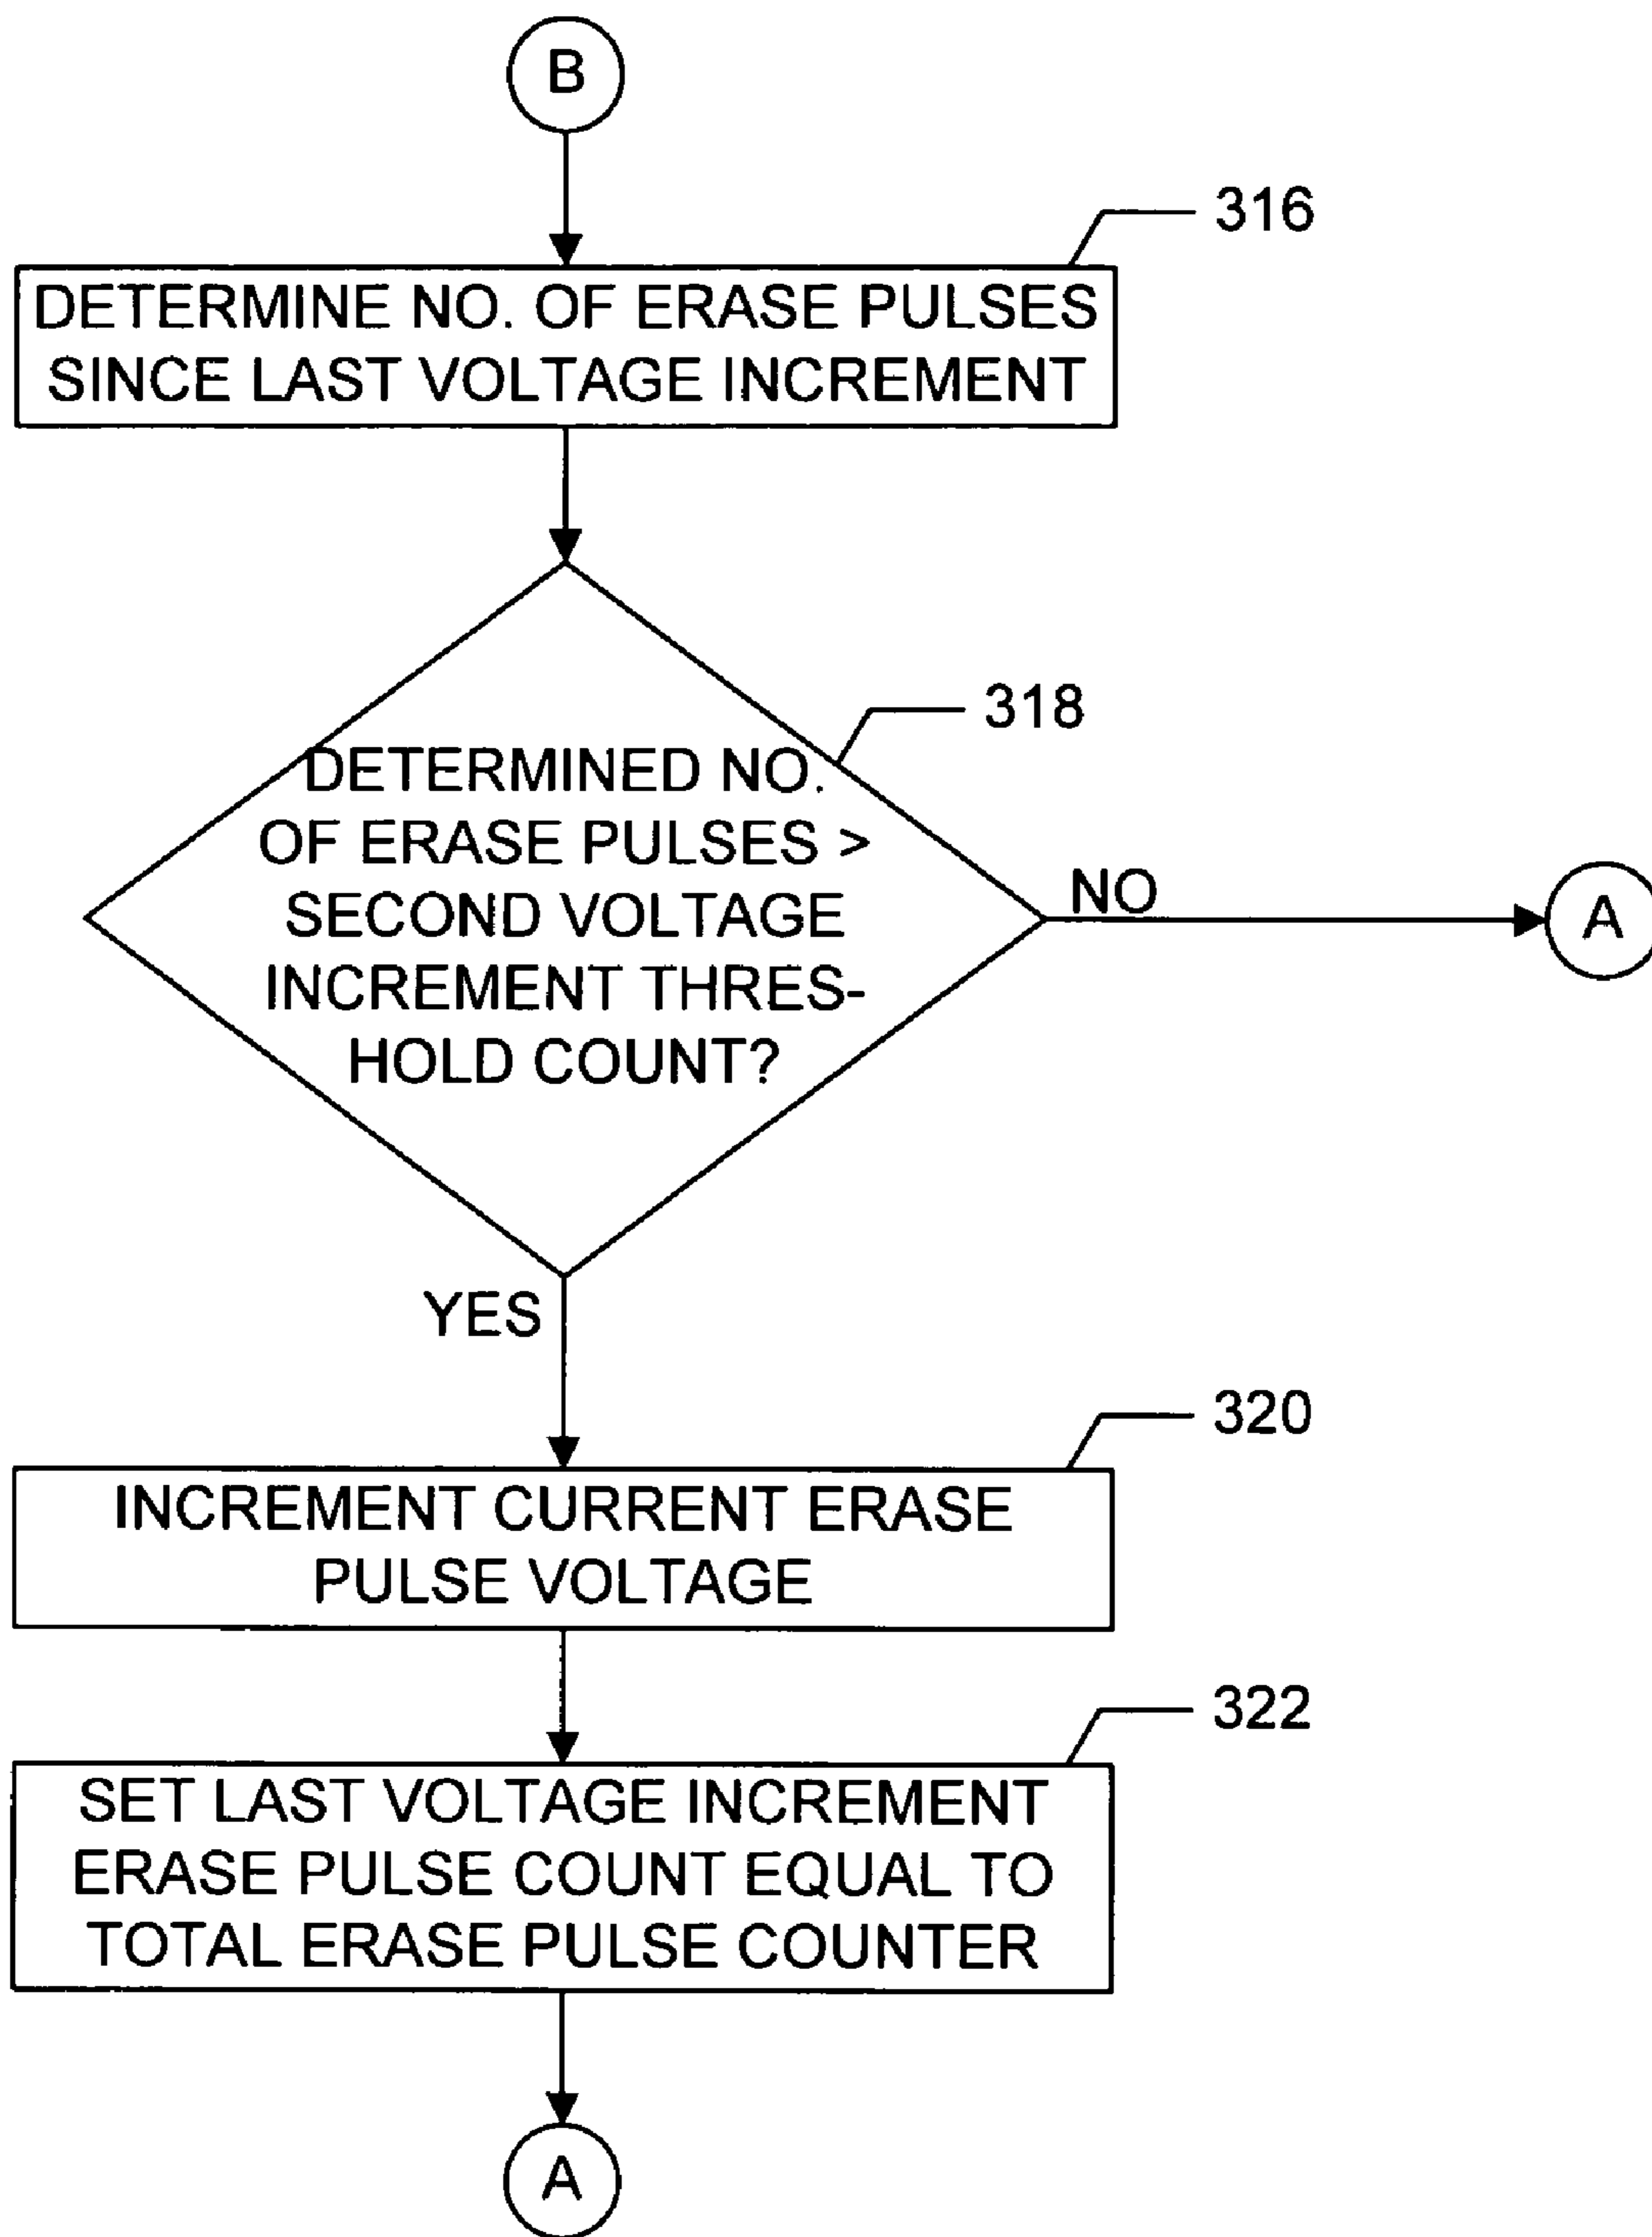 B
316
DETERMINE NO. OF ERASE PULSES
SINCE LAST VOLTAGE INCREMENT
318
DETERMINED NO.
OF ERASE PULSES >
SECOND VOLTAGE
INCREMENT THRES-
HOLD COUNT?
NO
A
YES
320
INCREMENT CURRENT ERASE
PULSE VOLTAGE
322
SET LAST VOLTAGE INCREMENT
ERASE PULSE COUNT EQUAL TO
TOTAL ERASE PULSE COUNTER
A